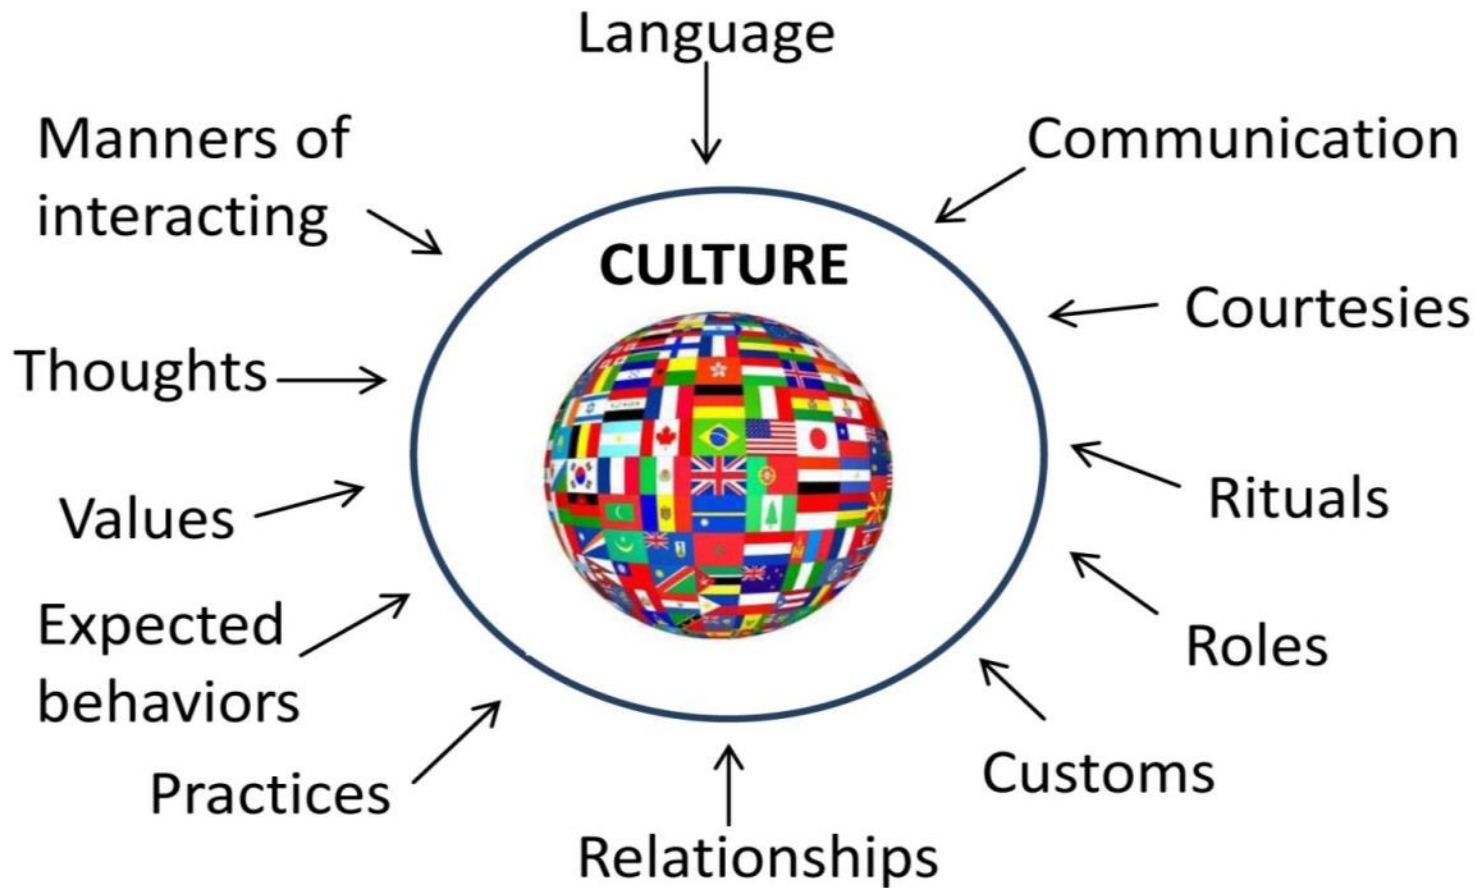 Language
Communication
Manners of
interacting
CULTURE
Courtesies
Thoughts
Values
Rituals
Expected
behaviors
Roles
Practices
Customs
Relationships